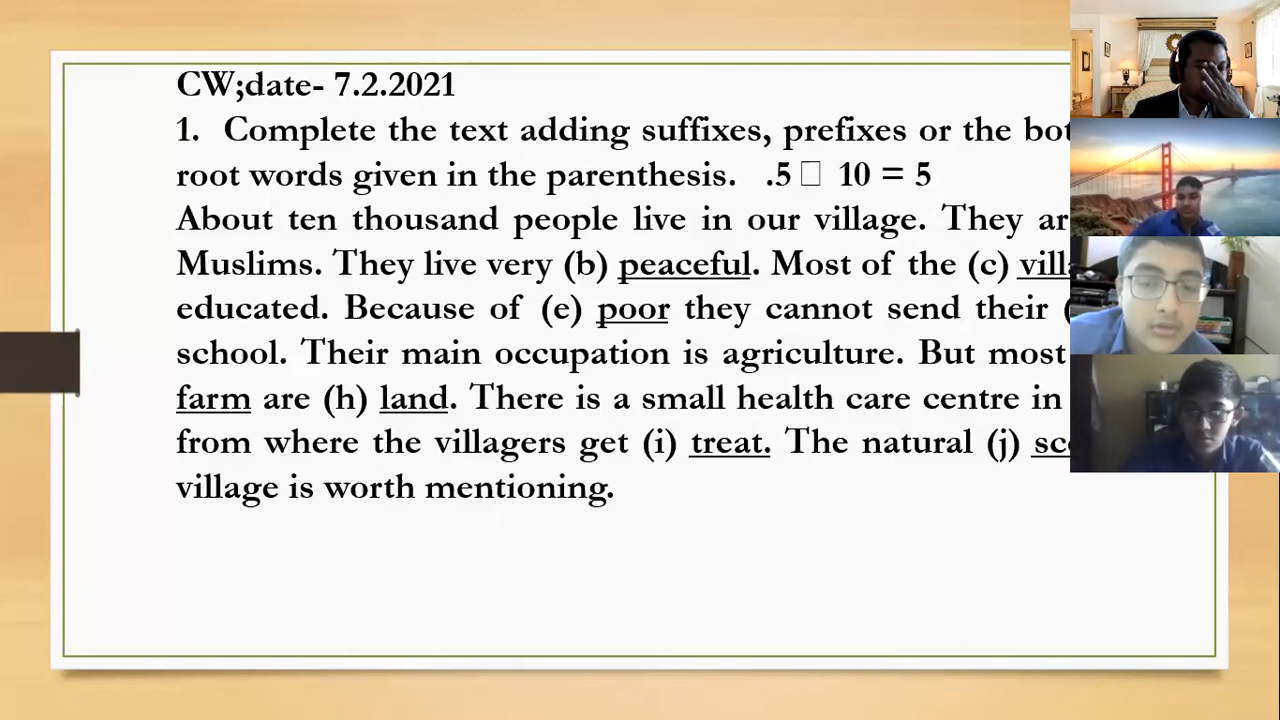 CW;date- 7.2.2021
1. Complete the text adding suffixes, prefixes or the
root words given in the parenthesis. .5 □ 10 = 5
About ten thousand people live in our village. They
Muslims. They live very (b) peaceful. Most of the (c)
educated. Because of (e) poor they cannot send their
school. Their main occupation is agriculture. But most
farm are (h) land. There is a small health care centre in
from where the villagers get (i) treat. The natural (j)
village is worth mentioning.